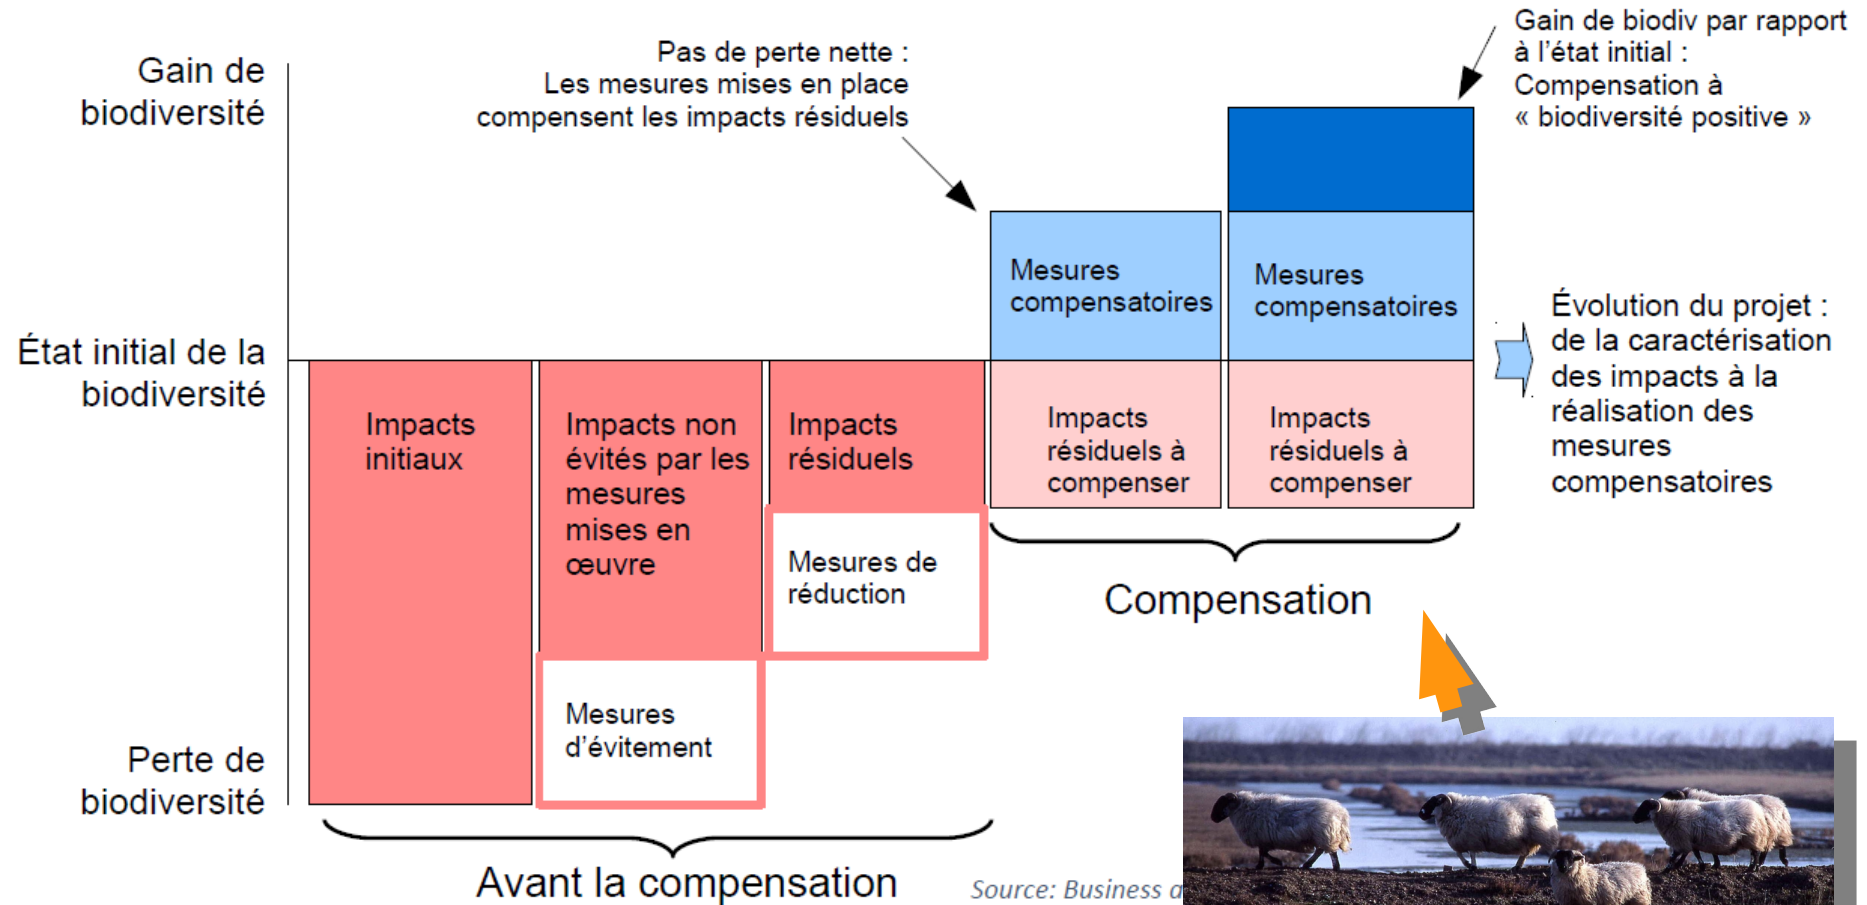 Gain de
biodiversité
Pas de perte nette :
Les mesures mises en place
compensent les impacts résiduels
Gain de biodiv par rapport
à l'état initial :
Compensation à
« biodiversité positive »
État initial de la
biodiversité
Mesures
compensatoires
Mesures
compensatoires
Évolution du projet :
de la caractérisation
des impacts à la
réalisation des
mesures
compensatoires
Impacts
initiaux
Impacts non
évités par les
mesures
mises en
œuvre
Impacts
résiduels
Impacts
résiduels à
compenser
Impacts
résiduels à
compenser
Mesures de
réduction
Compensation
Mesures
d'évitement
Perte de
biodiversité
Avant la compensation
Source: Business